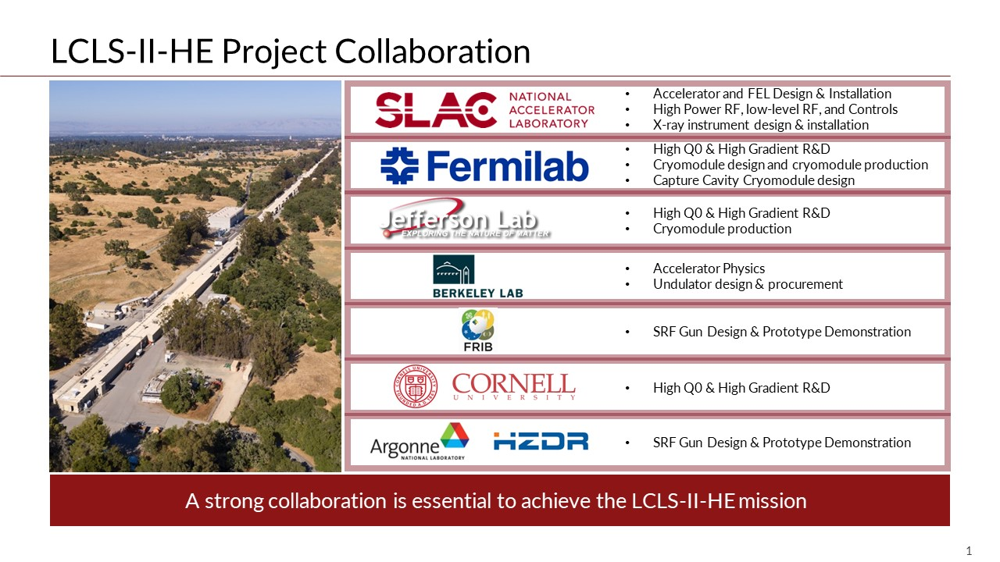 LCLS-II-HE Project Collaboration
SLAC NATIONAL
ACCELERATOR
LABORATORY
• Accelerator and FEL Design & Installation
• High Power RF, low-level RF, and Controls
• X-ray instrument design & installation
Fermilab
• High Q0 & High Gradient R&D
• Cryomodule design and cryomodule production
• Capture Cavity Cryomodule design
Jefferson Lab
EXPLORING THE NATURE OF MATTER
• High Q0 & High Gradient R&D
• Cryomodule production
BERKELEY LAB
• Accelerator Physics
• Undulator design & procurement
FRIB
• SRF Gun Design & Prototype Demonstration
CORNELL
UNIVERSITY
• High Q0 & High Gradient R&D
Argonne
NATIONAL LABORATORY
HZDR
• SRF Gun Design & Prototype Demonstration
A strong collaboration is essential to achieve the LCLS-II-HE mission
1